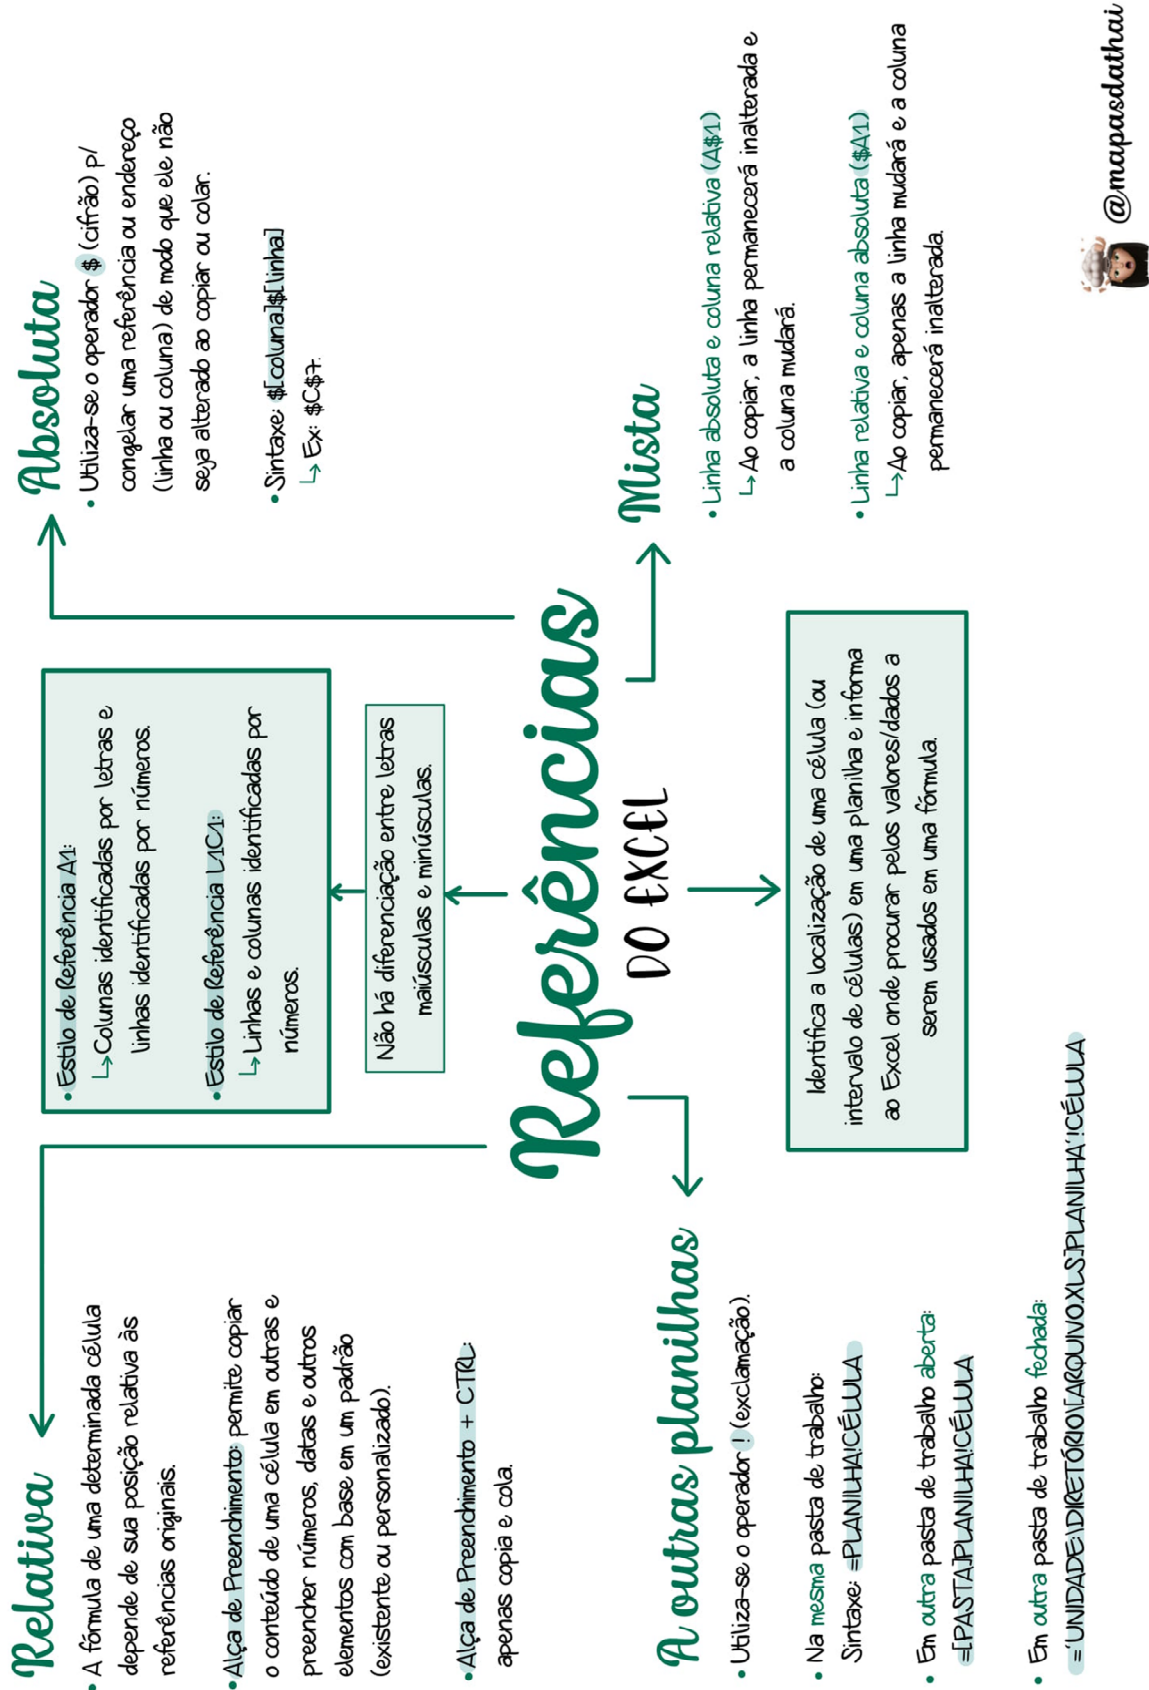 Relativa
• A fórmula de uma determinada célula
depende de sua posição relativa às
referências originais.
• Alça de Preenchimento: permite copiar
o conteúdo de uma célula em outras e
preencher números, datas e outros
elementos com base em um padrão
(existente ou personalizado).
• Alça de Preenchimento + CTRL:
apenas copia e cola.
• Estilo de Referência A1:
↳ Colunas identificadas por letras e
linhas identificadas por números.
• Estilo de Referência L1C1:
↳ Linhas e colunas identificadas por
números.
Não há diferenciação entre letras
maiúsculas e minúsculas.
Absoluta
• Utiliza-se o operador $ (cifrão) p/
congelar uma referência ou endereço
(linha ou coluna) de modo que ele não
seja alterado ao copiar ou colar.
• Sintaxe: $[coluna]$[linha]
↳ Ex: $C$7.
Referências
DO EXCEL
A outras planilhas
• Utiliza-se o operador ! (exclamação).
• Na mesma pasta de trabalho:
Sintaxe: =PLANILHA!CÉLULA
• Em outra pasta de trabalho aberta:
=[PASTA]PLANILHA!CÉLULA
• Em outra pasta de trabalho fechada:
='UNIDADE:\DIRETÓRIO\[ARQUIVO.XLS]PLANILHA'!CÉLULA
Identifica a localização de uma célula (ou
intervalo de células) em uma planilha e informa
ao Excel onde procurar pelos valores/dados a
serem usados em uma fórmula.
Mista
• Linha absoluta e coluna relativa (A$1)
↳ Ao copiar, a linha permanecerá inalterada e
a coluna mudará.
• Linha relativa e coluna absoluta ($A1)
↳ Ao copiar, apenas a linha mudará e a coluna
permanecerá inalterada.
@mapasdathai